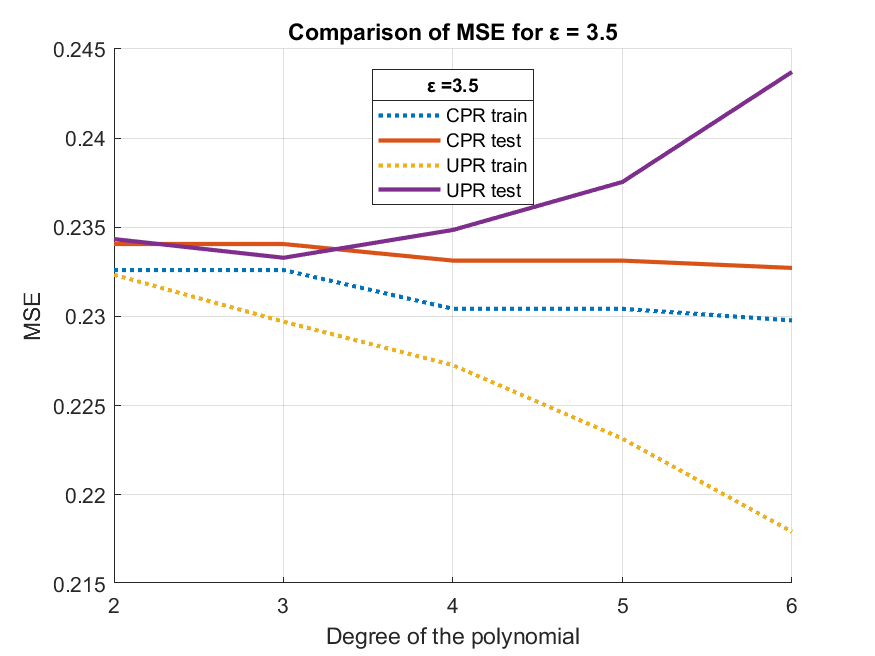 Comparison of MSE for ε = 3.5
0.245
0.24
0.235
0.23
0.225
0.22
0.215
MSE
ε =3.5
CPR train
CPR test
UPR train
UPR test
2 3 4 5 6
Degree of the polynomial